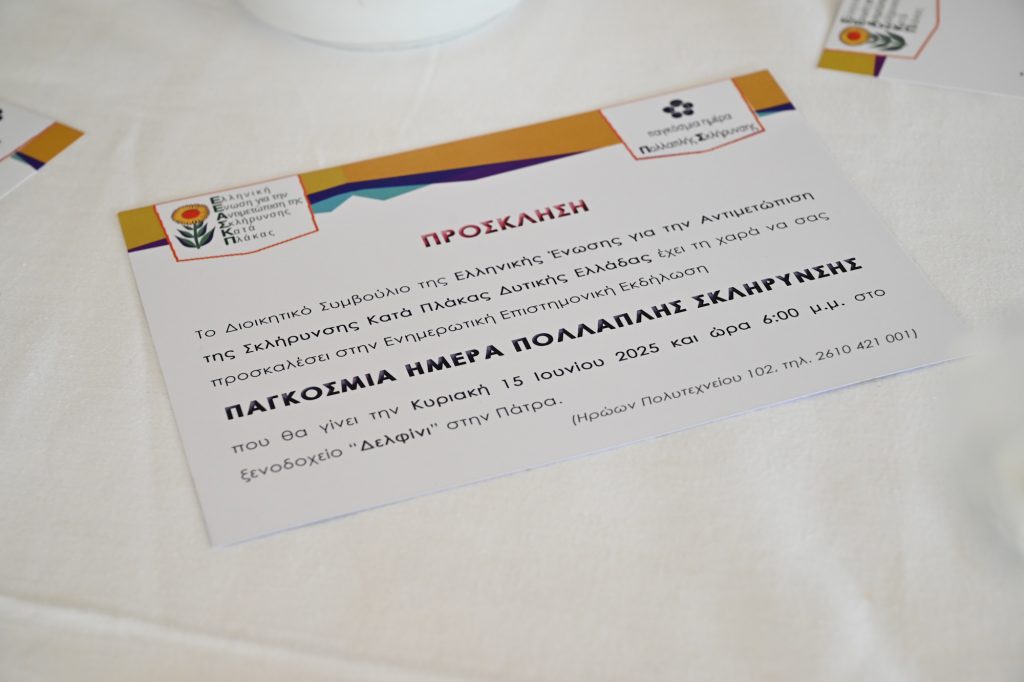 Ελληνική
Ένωση για την
Αντιμετώπιση της
Σκλήρυνσης
Κατά
Πλάκας
παγκόσμια ημέρα
Πολλαπλής Σκλήρυνσης
ΠΡΟΣΚΛΗΣΗ
Το Διοικητικό Συμβούλιο της Ελληνικής Ένωσης για την Αντιμετώπιση
της Σκλήρυνσης Κατά Πλάκας Δυτικής Ελλάδας έχει τη χαρά να σας
προσκαλέσει στην Ενημερωτική Επιστημονική Εκδήλωση
ΠΑΓΚΟΣΜΙΑ ΗΜΕΡΑ ΠΟΛΛΑΠΛΗΣ ΣΚΛΗΡΥΝΣΗΣ
που θα γίνει την Κυριακή 15 Ιουνίου 2025 και ώρα 6:00 μ.μ. στο
ξενοδοχείο "Δελφίνι" στην Πάτρα.
(Ηρώων Πολυτεχνείου 102, τηλ. 2610 421 001)